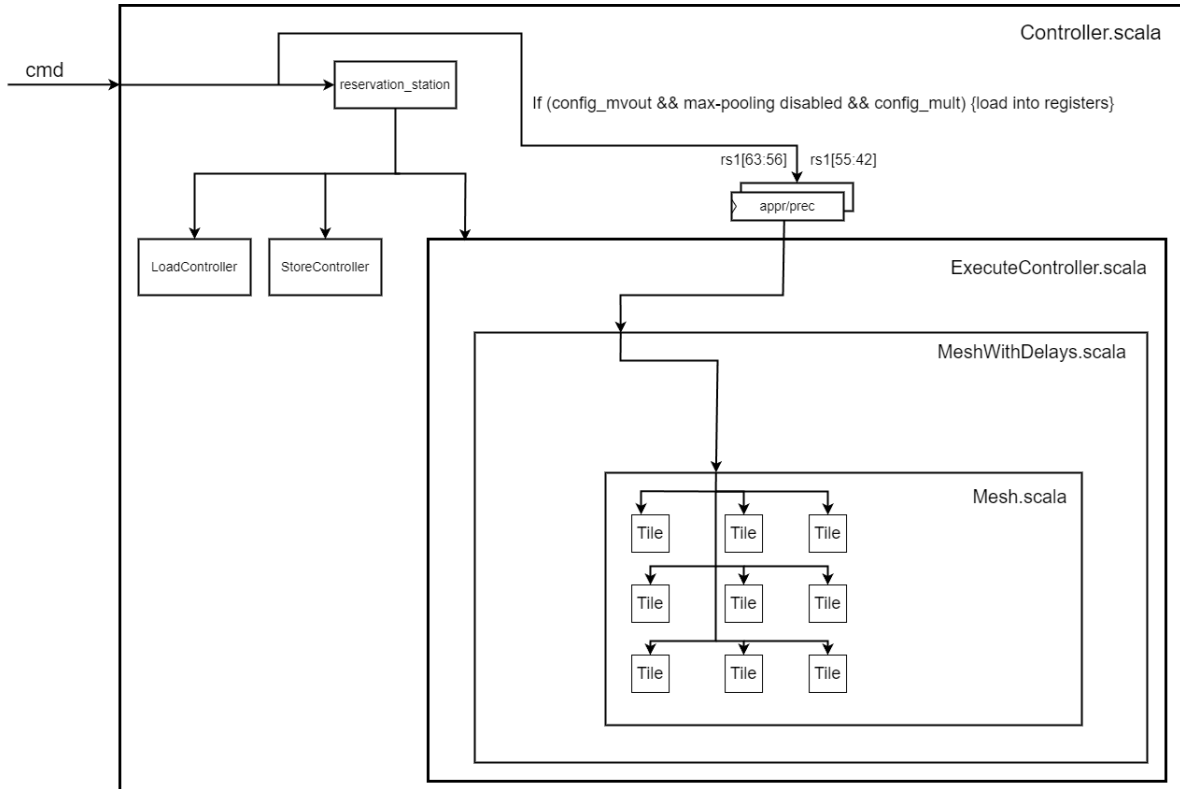 Controller.scala
cmd
reservation_station
If (config_mvout && max-pooling disabled && config_mult) {load into registers}
rs1[63:56] rs1[55:42]
appr/prec
LoadController
StoreController
ExecuteController.scala
MeshWithDelays.scala
Mesh.scala
Tile Tile Tile
Tile Tile Tile
Tile Tile Tile